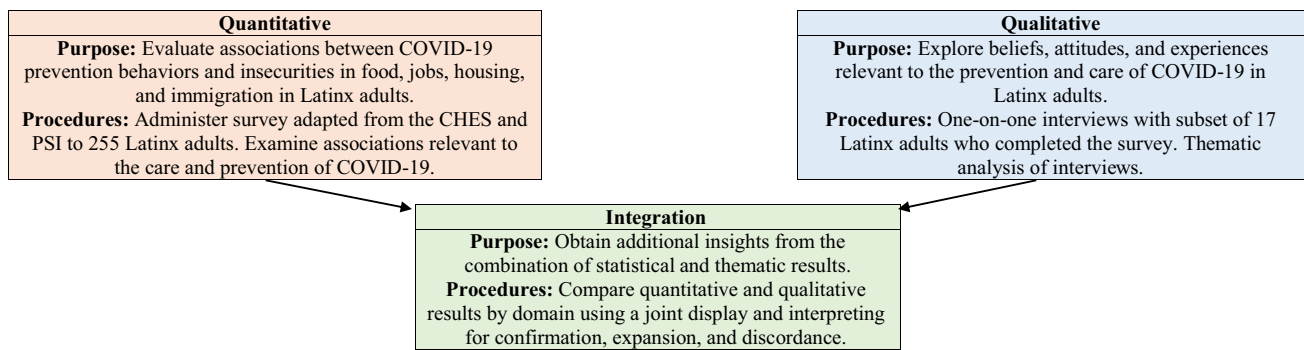 Quantitative
Purpose: Evaluate associations between COVID-19
prevention behaviors and insecurities in food, jobs, housing,
and immigration in Latinx adults.
Procedures: Administer survey adapted from the CHES and
PSI to 255 Latinx adults. Examine associations relevant to
the care and prevention of COVID-19.
Qualitative
Purpose: Explore beliefs, attitudes, and experiences
relevant to the prevention and care of COVID-19 in
Latinx adults.
Procedures: One-on-one interviews with subset of 17
Latinx adults who completed the survey. Thematic
analysis of interviews.
Integration
Purpose: Obtain additional insights from the
combination of statistical and thematic results.
Procedures: Compare quantitative and qualitative
results by domain using a joint display and interpreting
for confirmation, expansion, and discordance.